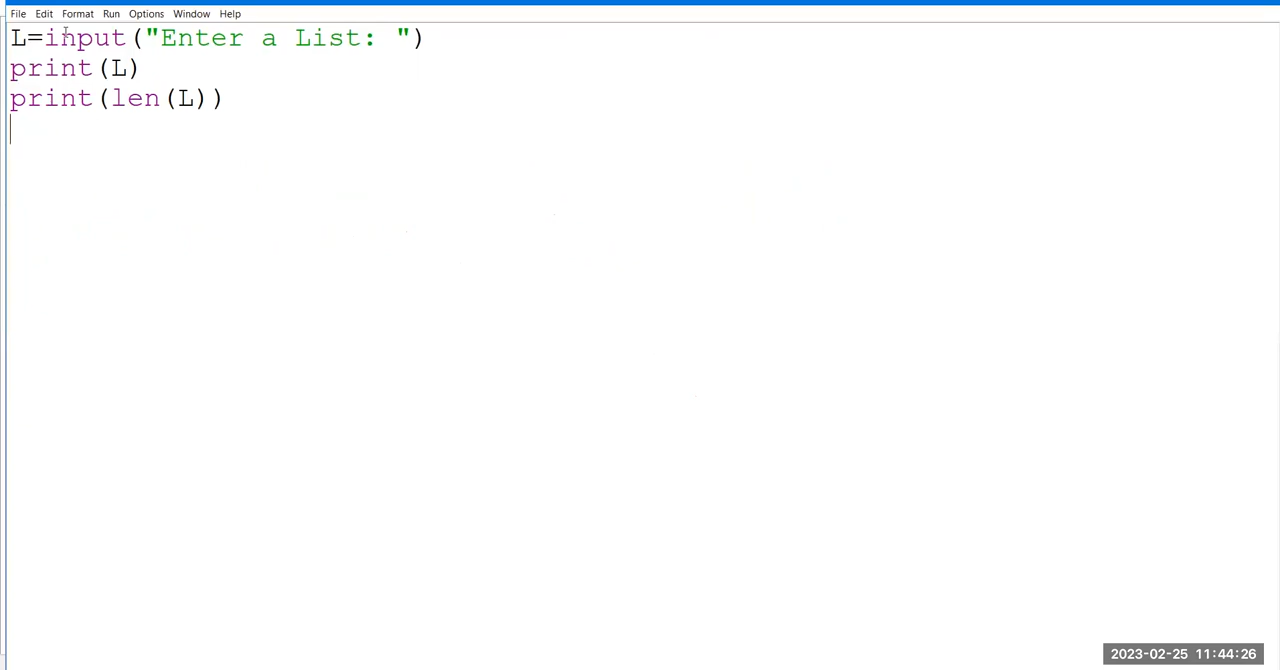 File Edit Format Run Options Window Help
L=input("Enter a List: ")
print(L)
print(len(L))
2023-02-25 11:44:26